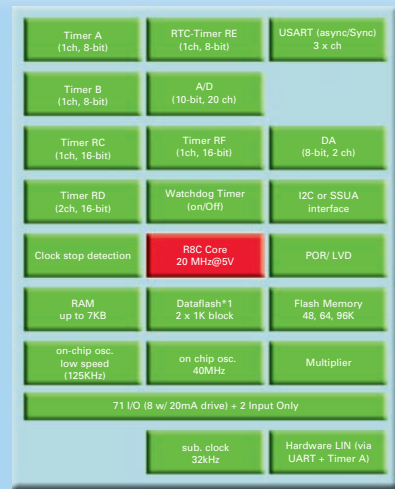 Timer A
(1ch, 8-bit)
RTC-Timer RE
(1ch, 8-bit)
USART (async/Sync)
3 x ch
Timer B
(1ch, 8-bit)
A/D
(10-bit, 20 ch)
Timer RC
(1ch, 16-bit)
Timer RF
(1ch, 16-bit)
DA
(8-bit, 2 ch)
Timer RD
(2ch, 16-bit)
Watchdog Timer
(on/Off)
I2C or SSUA
interface
Clock stop detection
R8C Core
20 MHz@5V
POR/ LVD
RAM
up to 7KB
Dataflash*1
2 x 1K block
Flash Memory
48, 64, 96K
on-chip osc.
low speed
(125KHz)
on chip osc.
40MHz
Multiplier
71 I/O (8 w/ 20mA drive) + 2 Input Only
sub. clock
32kHz
Hardware LIN (via
UART + Timer A)